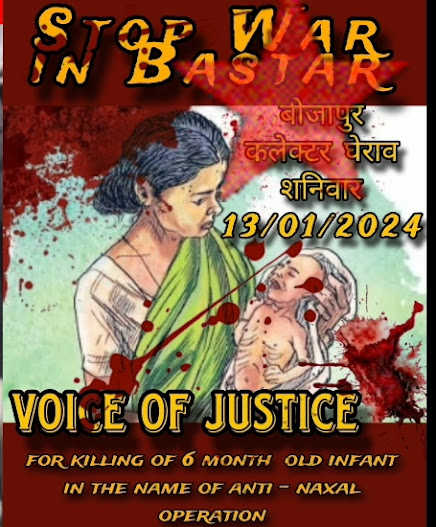 STOP WAR
IN BASTAR
बीजापुर
कलेक्टर घेराव
शनिवार
13/01/2024
VOICE OF JUSTICE
FOR KILLING OF 6 MONTH OLD INFANT
IN THE NAME OF ANTI - NAXAL
OPERATION